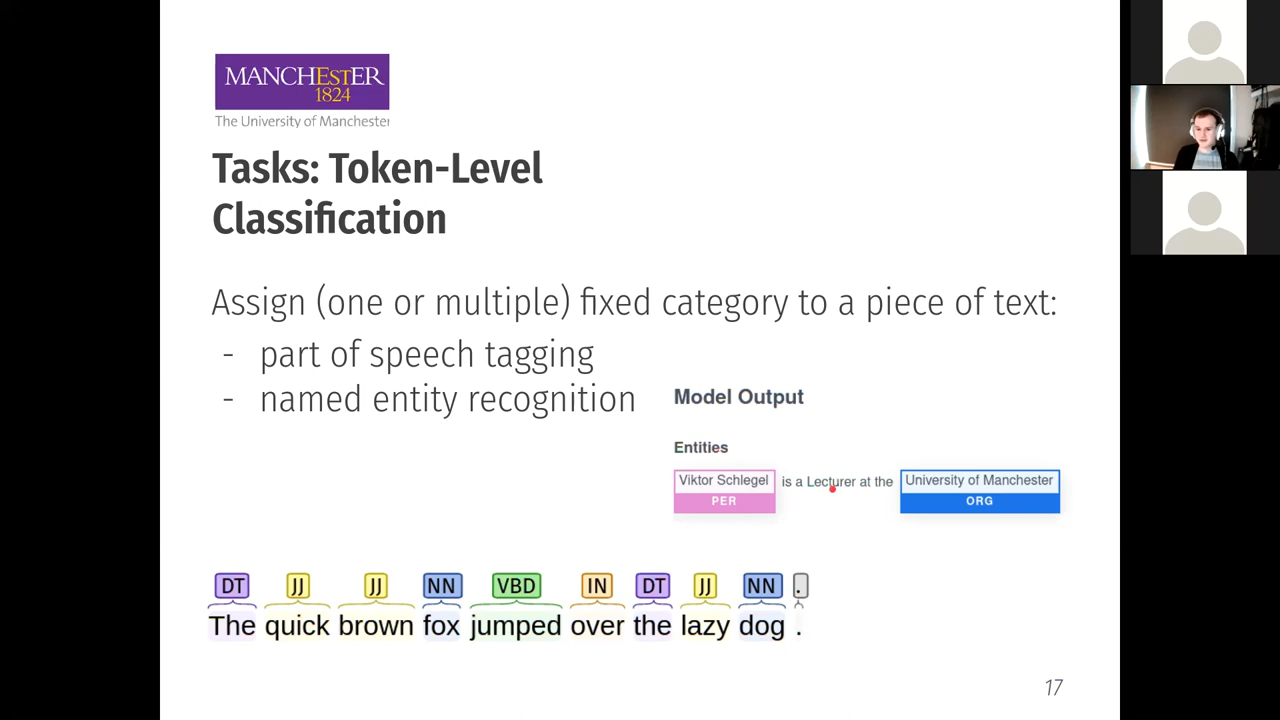 MANCHESTER
1824
The University of Manchester
Tasks: Token-Level
Classification
Assign (one or multiple) fixed category to a piece of text:
- part of speech tagging
- named entity recognition
Model Output
Entities
Viktor Schlegel is a Lecturer at the University of Manchester
PER ORG
DT JJ JJ NN VBD IN DT JJ NN .
The quick brown fox jumped over the lazy dog .
17